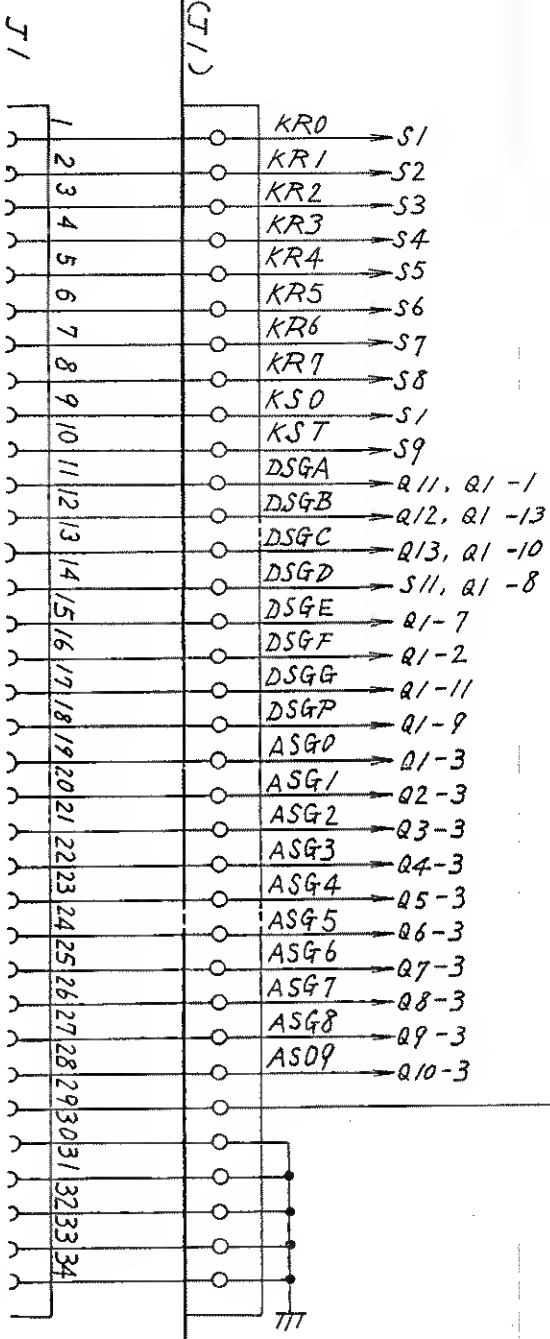 J1
(J1)
1 KR0 S1
2 KR1 S2
3 KR2 S3
4 KR3 S4
5 KR4 S5
6 KR5 S6
7 KR6 S7
8 KR7 S8
9 KS0 S1
10 KST S9
11 DSGA Q11, Q1-1
12 DSGB Q12, Q1-13
13 DSGC Q13, Q1-10
14 DSGD S11, Q1-8
15 DSGE Q1-7
16 DSGF Q1-2
17 DSGG Q1-11
18 DSGP Q1-9
19 ASG0 Q1-3
20 ASG1 Q2-3
21 ASG2 Q3-3
22 ASG3 Q4-3
23 ASG4 Q5-3
24 ASG5 Q6-3
25 ASG6 Q7-3
26 ASG7 Q8-3
27 ASG8 Q9-3
28 ASO9 Q10-3
29
30
31
32
33
34